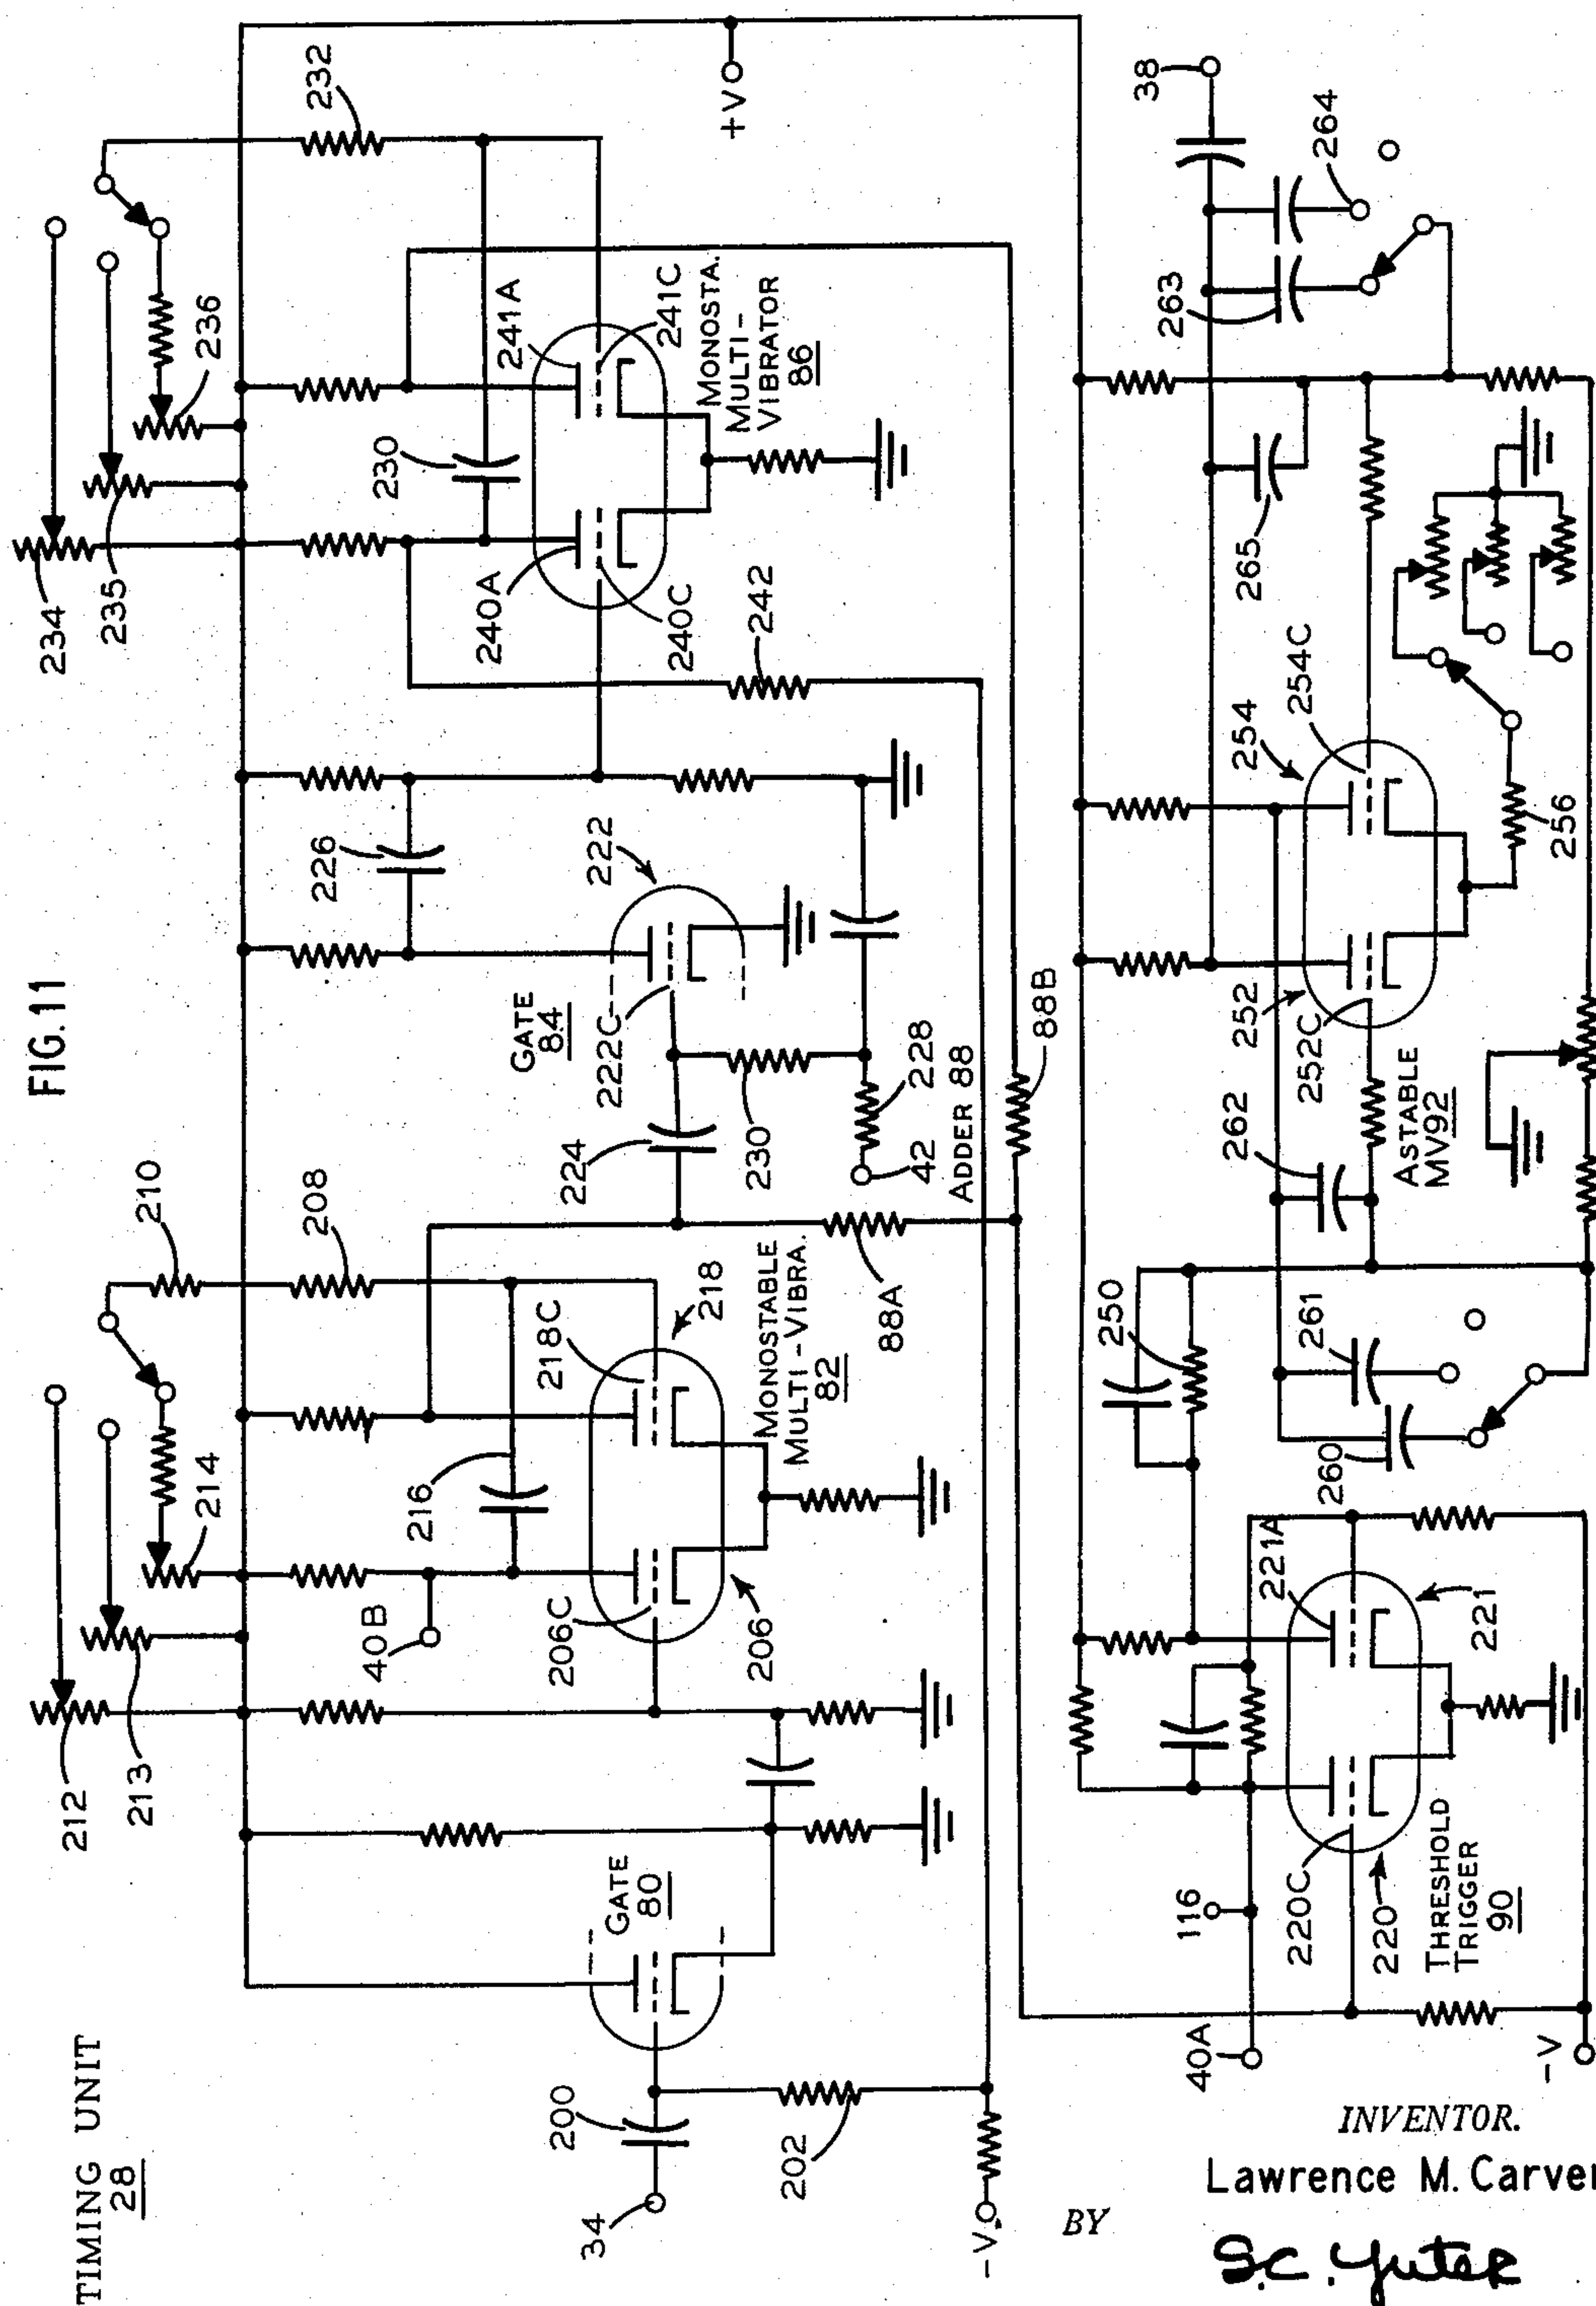 FIG. 11
TIMING UNIT
28
212
213
214
210
208
234
235
236
232
40B
216
218C
218
206C
206
MONOSTABLE
MULTI-VIBRA.
82
226
222
222C
GATE
84
224
230
228
42
230
240A
240C
241A
241C
MONOSTA.
MULTI-
VIBRATOR
86
242
GATE
80
200
34
202
-V.
+V
88A
ADDER 88
88B
116
40A
220C
220
221A
221
THRESHOLD
TRIGGER
90
-V
250
260
261
262
252
252C
254
254C
ASTABLE
MV92
256
265
263
264
38
INVENTOR.
Lawrence M. Carver
BY
S.C. Yuter